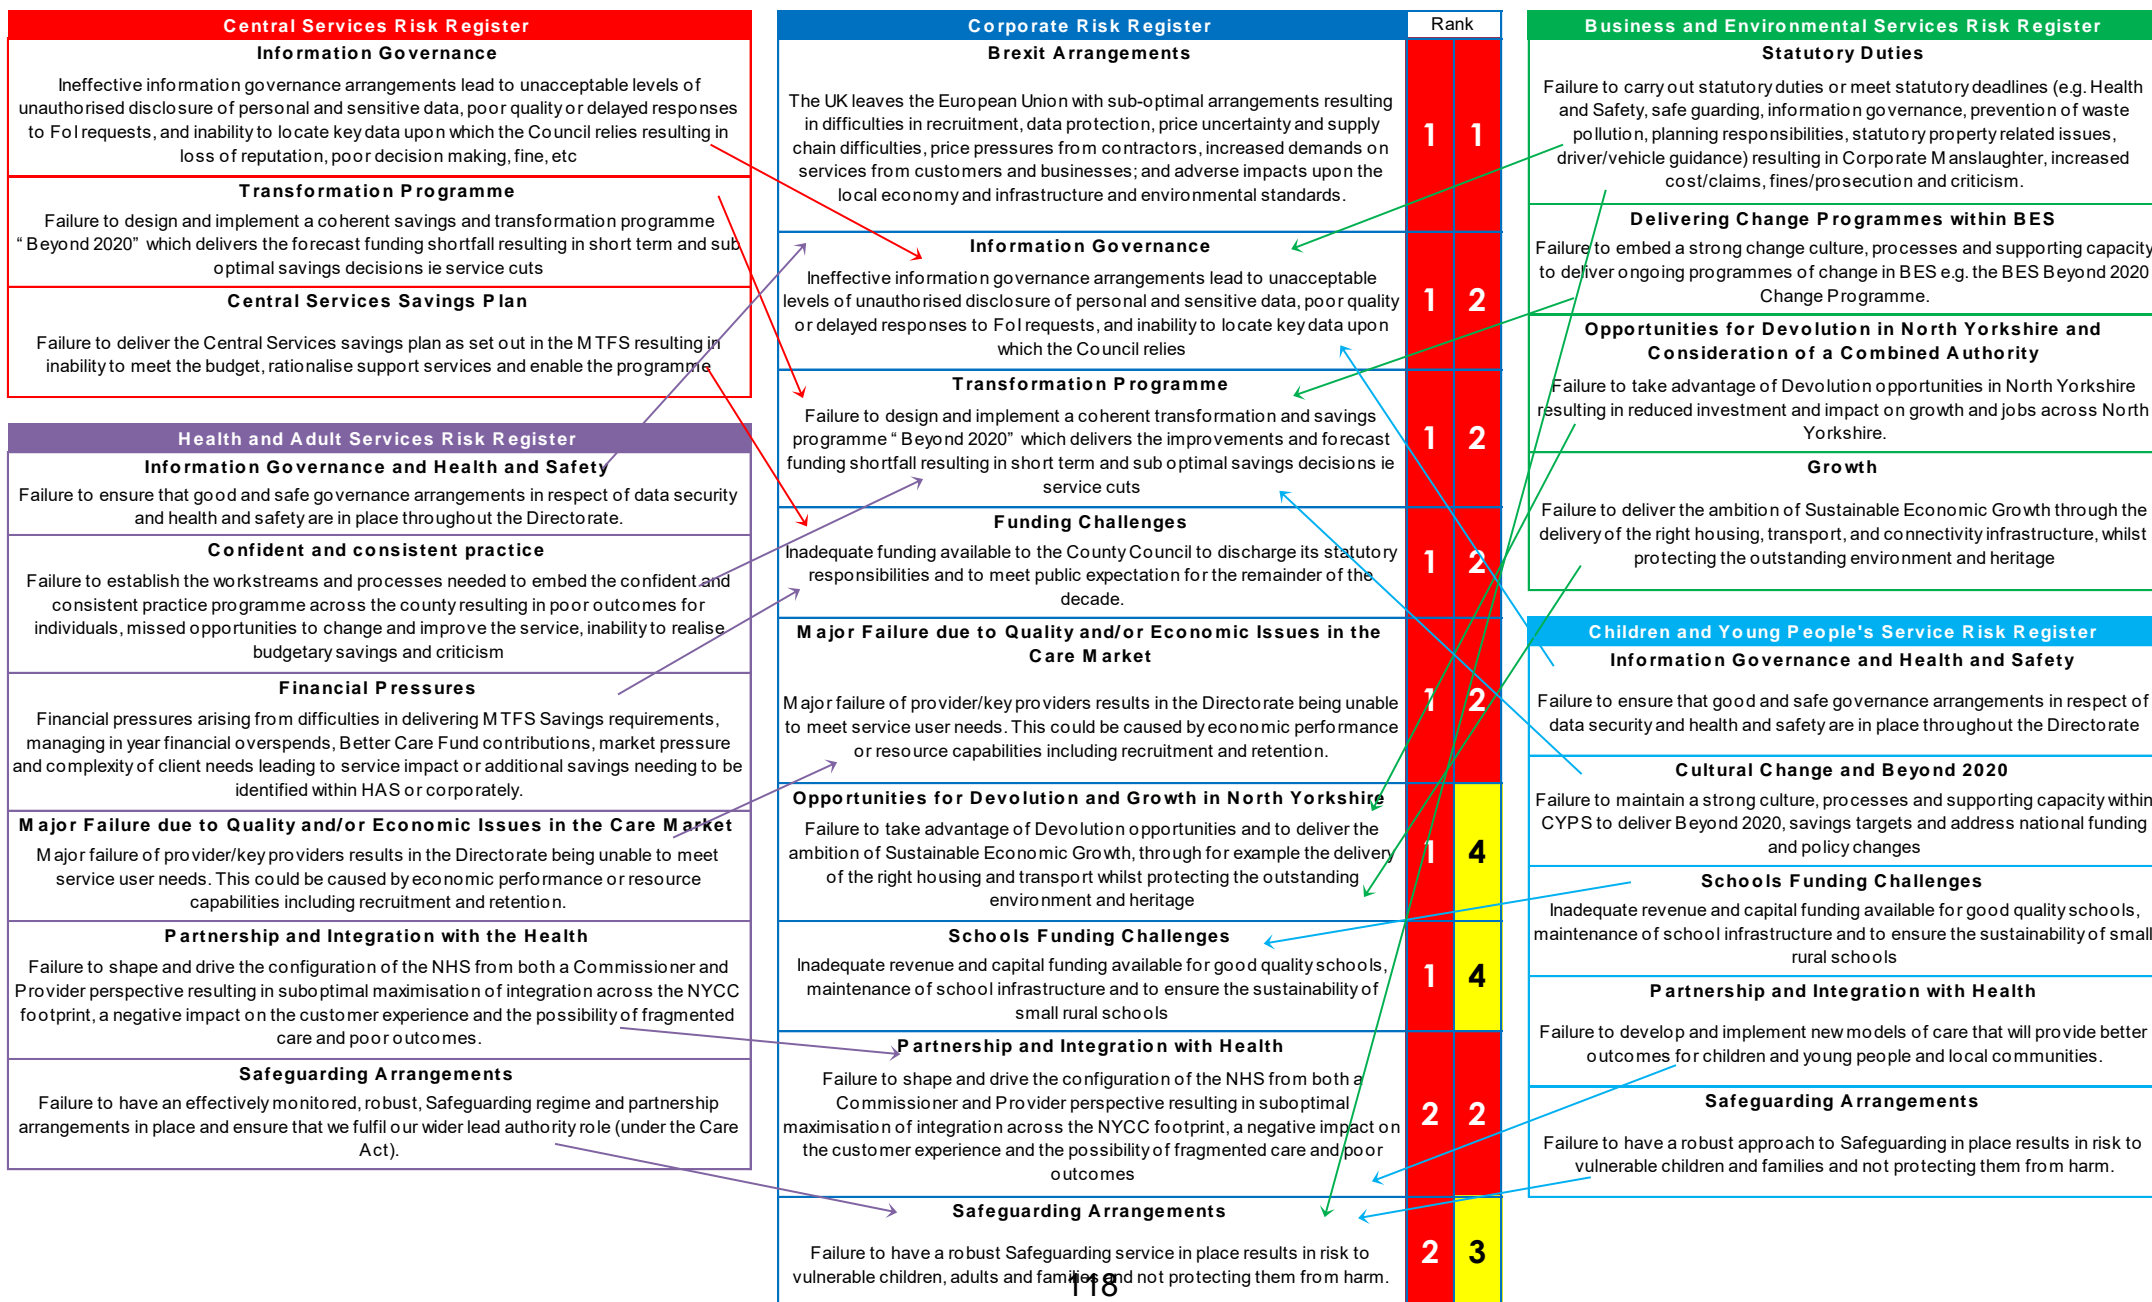 Central Services Risk Register
Information Governance
Ineffective information governance arrangements lead to unacceptable levels of
unauthorised disclosure of personal and sensitive data, poor quality or delayed responses
to FoI requests, and inability to locate key data upon which the Council relies resulting in
loss of reputation, poor decision making, fine, etc
Transformation Programme
Failure to design and implement a coherent savings and transformation programme
“Beyond 2020” which delivers the forecast funding shortfall resulting in short term and sub
optimal savings decisions ie service cuts
Central Services Savings Plan
Failure to deliver the Central Services savings plan as set out in the MTFS resulting in
inability to meet the budget, rationalise support services and enable the programme
Health and Adult Services Risk Register
Information Governance and Health and Safety
Failure to ensure that good and safe governance arrangements in respect of data security
and health and safety are in place throughout the Directorate.
Confident and consistent practice
Failure to establish the workstreams and processes needed to embed the confident and
consistent practice programme across the county resulting in poor outcomes for
individuals, missed opportunities to change and improve the service, inability to realise
budgetary savings and criticism
Financial Pressures
Financial pressures arising from difficulties in delivering MTFS Savings requirements,
managing in year financial overspends, Better Care Fund contributions, market pressure
and complexity of client needs leading to service impact or additional savings needing to be
identified within HAS or corporately.
Major Failure due to Quality and/or Economic Issues in the Care Market
Major failure of provider/key providers results in the Directorate being unable to meet
service user needs. This could be caused by economic performance or resource
capabilities including recruitment and retention.
Partnership and Integration with the Health
Failure to shape and drive the configuration of the NHS from both a Commissioner and
Provider perspective resulting in suboptimal maximisation of integration across the NYCC
footprint, a negative impact on the customer experience and the possibility of fragmented
care and poor outcomes.
Safeguarding Arrangements
Failure to have an effectively monitored, robust, Safeguarding regime and partnership
arrangements in place and ensure that we fulfil our wider lead authority role (under the Care
Act).
Corporate Risk Register
Rank
Brexit Arrangements
The UK leaves the European Union with sub-optimal arrangements resulting
in difficulties in recruitment, data protection, price uncertainty and supply
chain difficulties, price pressures from contractors, increased demands on
services from customers and businesses; and adverse impacts upon the
local economy and infrastructure and environmental standards.
1 1
Information Governance
Ineffective information governance arrangements lead to unacceptable
levels of unauthorised disclosure of personal and sensitive data, poor quality
or delayed responses to FoI requests, and inability to locate key data upon
which the Council relies
1 2
Transformation Programme
Failure to design and implement a coherent transformation and savings
programme “Beyond 2020” which delivers the improvements and forecast
funding shortfall resulting in short term and sub optimal savings decisions ie
service cuts
1 2
Funding Challenges
Inadequate funding available to the County Council to discharge its statutory
responsibilities and to meet public expectation for the remainder of the
decade.
1 2
Major Failure due to Quality and/or Economic Issues in the
Care Market
Major failure of provider/key providers results in the Directorate being unable
to meet service user needs. This could be caused by economic performance
or resource capabilities including recruitment and retention.
1 2
Opportunities for Devolution and Growth in North Yorkshire
Failure to take advantage of Devolution opportunities and to deliver the
ambition of Sustainable Economic Growth, through for example the delivery
of the right housing and transport whilst protecting the outstanding
environment and heritage
1 4
Schools Funding Challenges
Inadequate revenue and capital funding available for good quality schools,
maintenance of school infrastructure and to ensure the sustainability of
small rural schools
1 4
Partnership and Integration with Health
Failure to shape and drive the configuration of the NHS from both a
Commissioner and Provider perspective resulting in suboptimal
maximisation of integration across the NYCC footprint, a negative impact on
the customer experience and the possibility of fragmented care and poor
outcomes
2 2
Safeguarding Arrangements
Failure to have a robust Safeguarding service in place results in risk to
vulnerable children, adults and families and not protecting them from harm.
2 3
118
Business and Environmental Services Risk Register
Statutory Duties
Failure to carry out statutory duties or meet statutory deadlines (e.g. Health
and Safety, safe guarding, information governance, prevention of waste
pollution, planning responsibilities, statutory property related issues,
driver/vehicle guidance) resulting in Corporate Manslaughter, increased
cost/claims, fines/prosecution and criticism.
Delivering Change Programmes within BES
Failure to embed a strong change culture, processes and supporting capacity
to deliver ongoing programmes of change in BES e.g. the BES Beyond 2020
Change Programme.
Opportunities for Devolution in North Yorkshire and
Consideration of a Combined Authority
Failure to take advantage of Devolution opportunities in North Yorkshire
resulting in reduced investment and impact on growth and jobs across North
Yorkshire.
Growth
Failure to deliver the ambition of Sustainable Economic Growth through the
delivery of the right housing, transport, and connectivity infrastructure, whilst
protecting the outstanding environment and heritage
Children and Young People's Service Risk Register
Information Governance and Health and Safety
Failure to ensure that good and safe governance arrangements in respect of
data security and health and safety are in place throughout the Directorate
Cultural Change and Beyond 2020
Failure to maintain a strong culture, processes and supporting capacity within
CYPS to deliver Beyond 2020, savings targets and address national funding
and policy changes
Schools Funding Challenges
Inadequate revenue and capital funding available for good quality schools,
maintenance of school infrastructure and to ensure the sustainability of small
rural schools
Partnership and Integration with Health
Failure to develop and implement new models of care that will provide better
outcomes for children and young people and local communities.
Safeguarding Arrangements
Failure to have a robust approach to Safeguarding in place results in risk to
vulnerable children and families and not protecting them from harm.